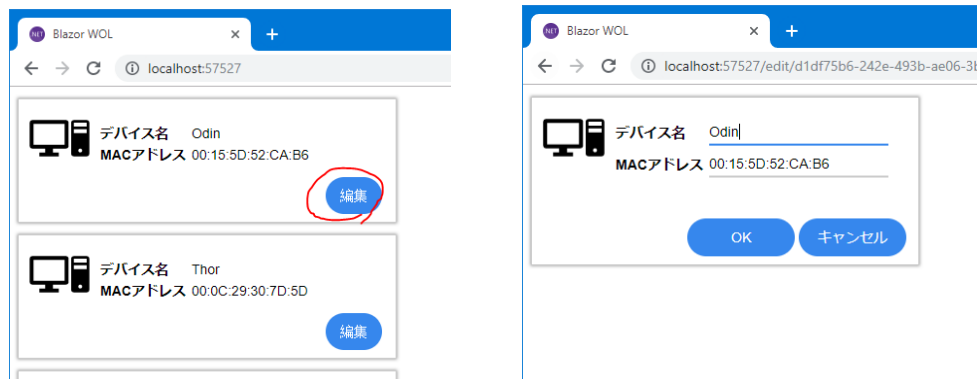 Blazor WOL
localhost:57527
デバイス名 Odin
MACアドレス 00:15:5D:52:CA:B6
編集
デバイス名 Thor
MACアドレス 00:0C:29:30:7D:5D
編集
Blazor WOL
localhost:57527/edit/d1df75b6-242e-493b-ae06-3b
デバイス名 Odin
MACアドレス 00:15:5D:52:CA:B6
OK キャンセル